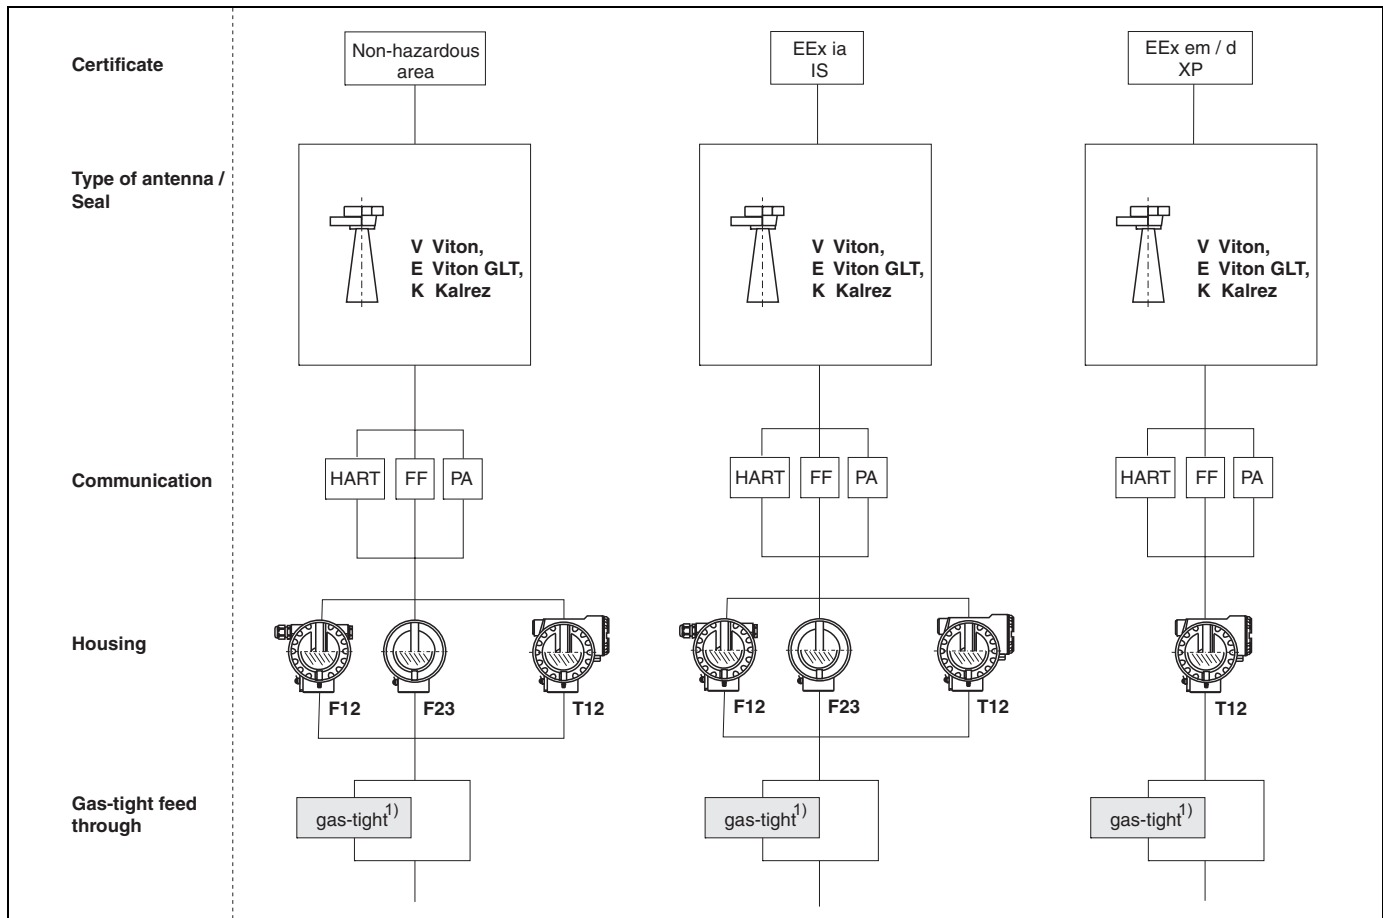 Certificate
Non-hazardous
area
EEx ia
IS
EEx em / d
XP
Type of antenna /
Seal
V Viton,
E Viton GLT,
K Kalrez
V Viton,
E Viton GLT,
K Kalrez
V Viton,
E Viton GLT,
K Kalrez
Communication
HART
FF
PA
HART
FF
PA
HART
FF
PA
Housing
F12
F23
T12
F12
F23
T12
T12
Gas-tight feed
through
gas-tight1)
gas-tight1)
gas-tight1)